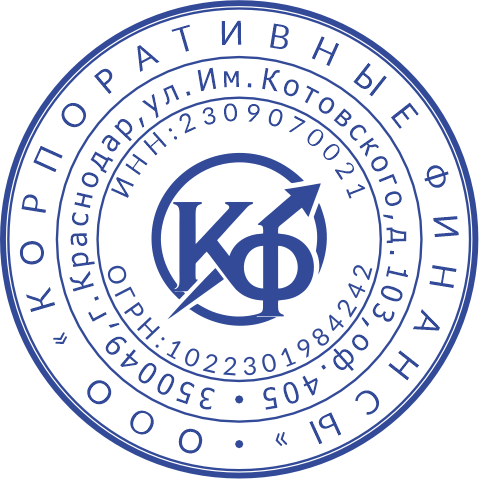 ООО «КОРПОРАТИВНЫЕ ФИНАНСЫ» •
350049,г.Краснодар,ул.Им.Котовского,д.103,оф.405 •
ИНН:2309070021
ОГРН:1022301984242
КФ